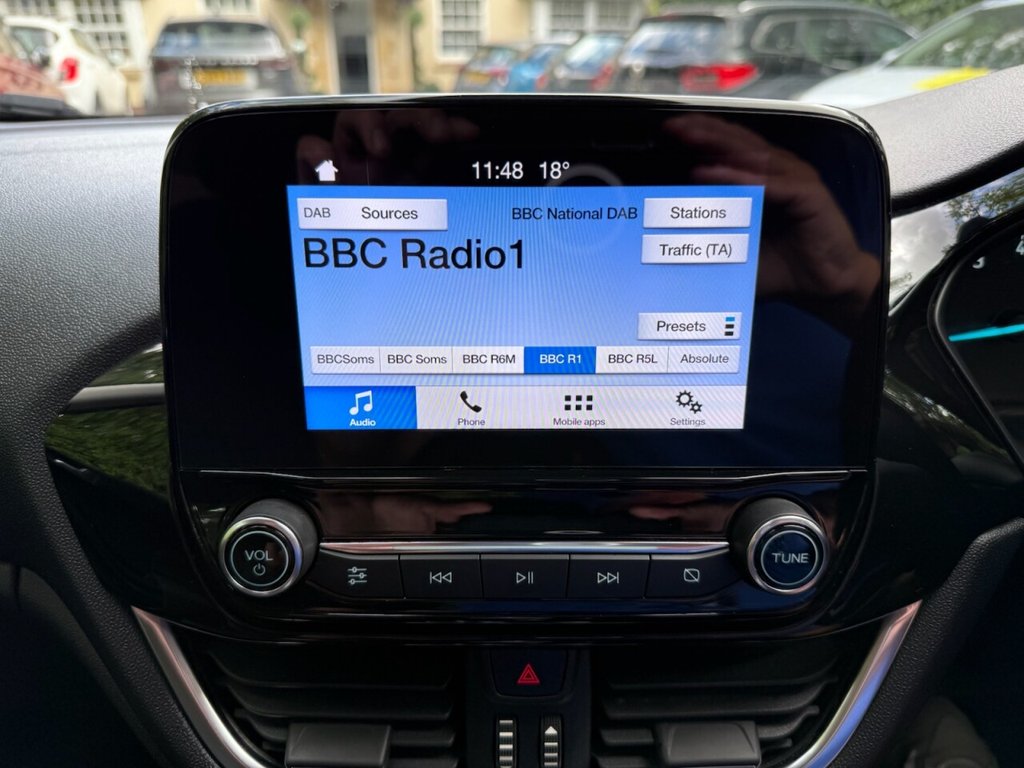 11:48 18°
DAB Sources BBC National DAB Stations
BBC Radio1
Traffic (TA)
Presets
BBCSoms BBC Soms BBC R6M BBC R1 BBC R5L Absolute
Audio Phone Mobile apps Settings
VOL TUNE